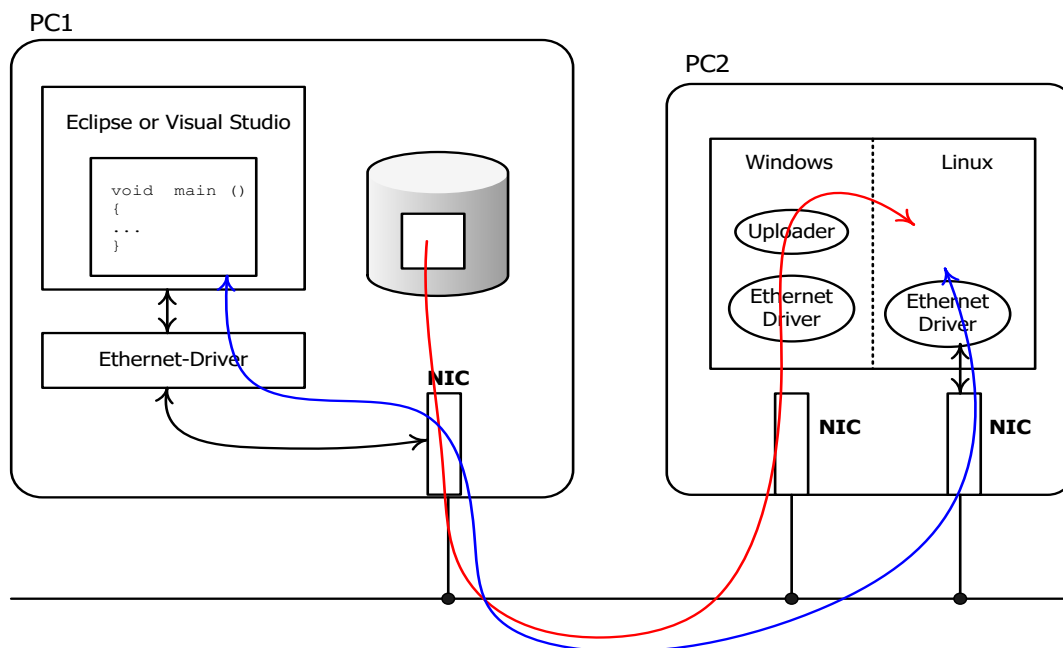 PC1
Eclipse or Visual Studio
void main ()
{
...
}
Ethernet-Driver
NIC
PC2
Windows
Linux
Uploader
Ethernet
Driver
Ethernet
Driver
NIC
NIC